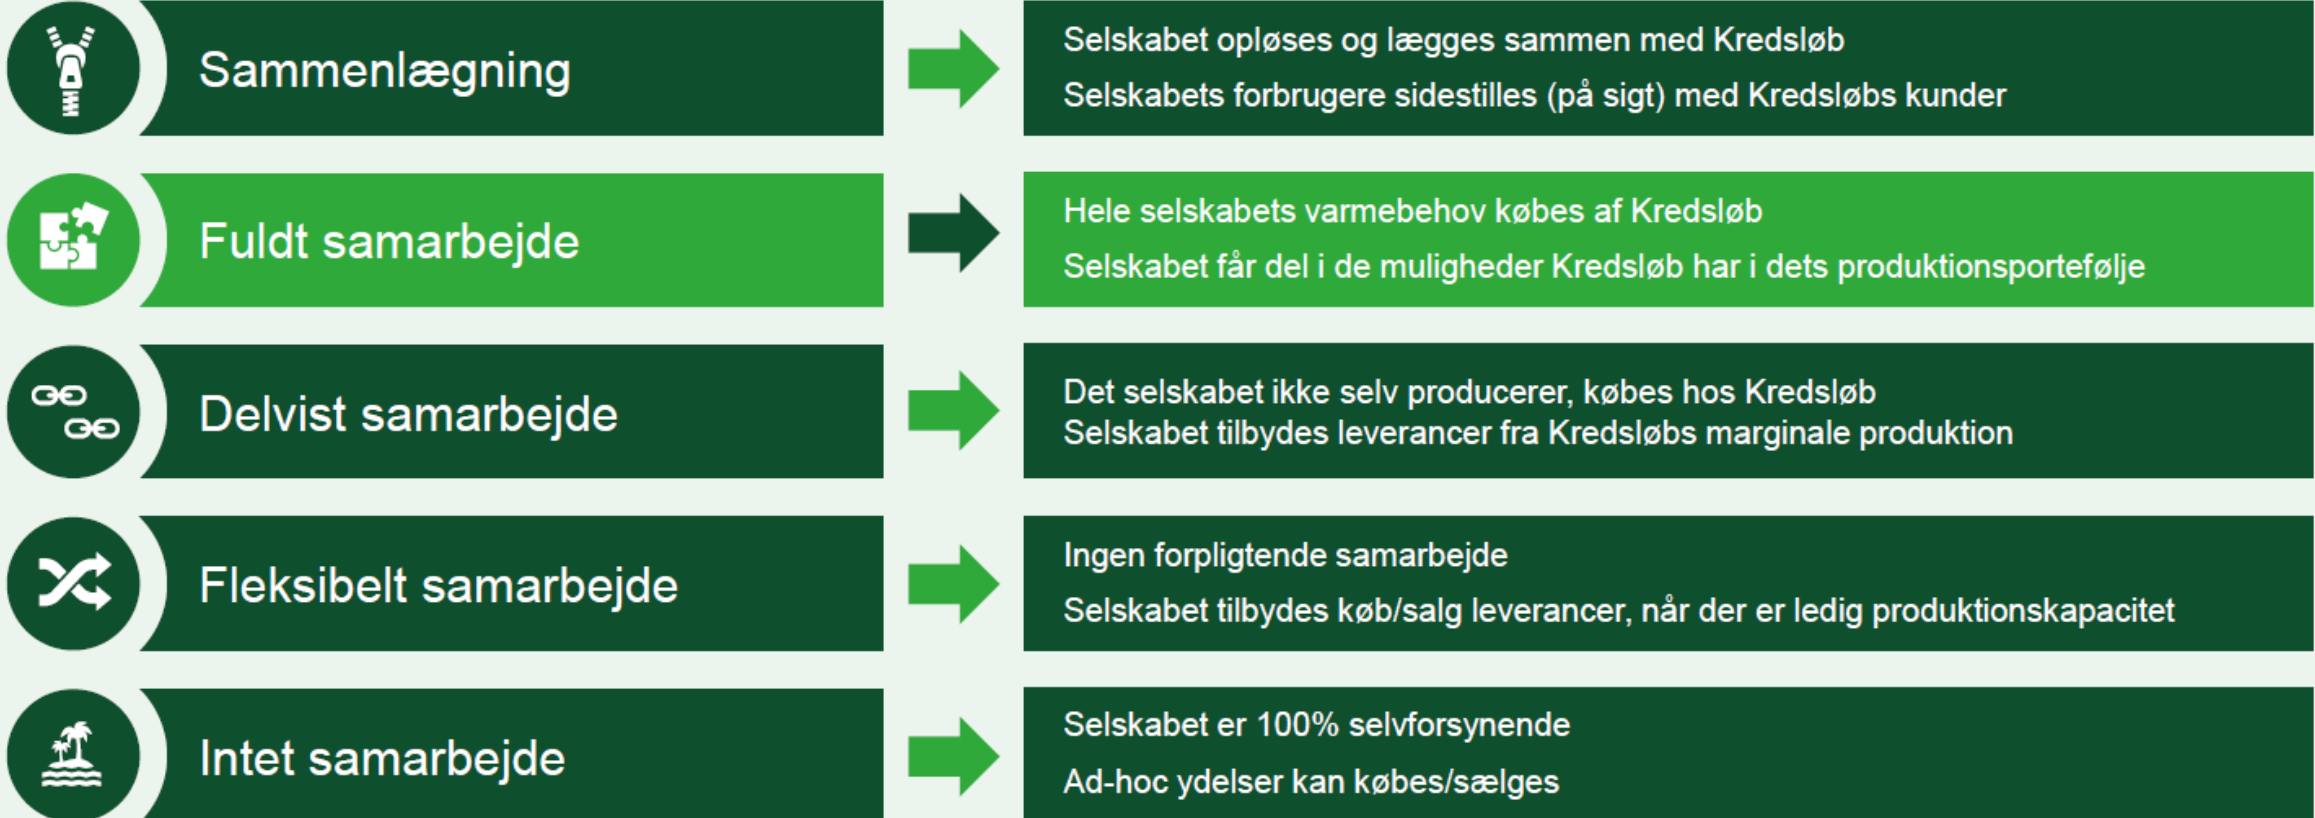 Sammenlægning
Selskabet opløses og lægges sammen med Kredsløb
Selskabets forbrugere sidestilles (på sigt) med Kredsløbs kunder
Fuldt samarbejde
Hele selskabets varmebehov købes af Kredsløb
Selskabet får del i de muligheder Kredsløb har i dets produktionsportefølje
Delvist samarbejde
Det selskabet ikke selv producerer, købes hos Kredsløb
Selskabet tilbydes leverancer fra Kredsløbs marginale produktion
Fleksibelt samarbejde
Ingen forpligtende samarbejde
Selskabet tilbydes køb/salg leverancer, når der er ledig produktionskapacitet
Intet samarbejde
Selskabet er 100% selvforsynende
Ad-hoc ydelser kan købes/sælges